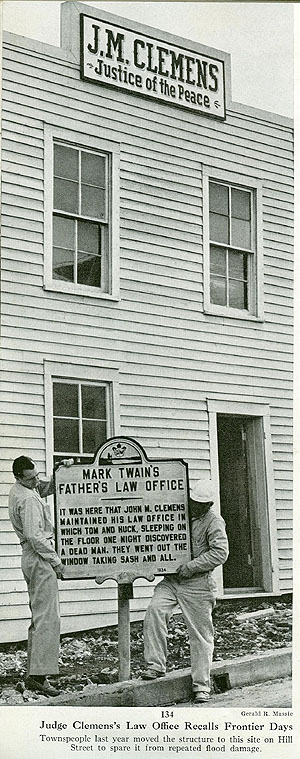 J.M. CLEMENS
Justice of the Peace
MARK TWAIN'S
FATHER'S LAW OFFICE
IT WAS HERE THAT JOHN M. CLEMENS
MAINTAINED HIS LAW OFFICE IN
WHICH TOM AND HUCK, SLEEPING ON
THE FLOOR ONE NIGHT DISCOVERED
A DEAD MAN. THEY WENT OUT THE
WINDOW TAKING SASH AND ALL.
1934
134
Gerald R. Massie
Judge Clemens's Law Office Recalls Frontier Days
Townspeople last year moved the structure to this site on Hill
Street to spare it from repeated flood damage.